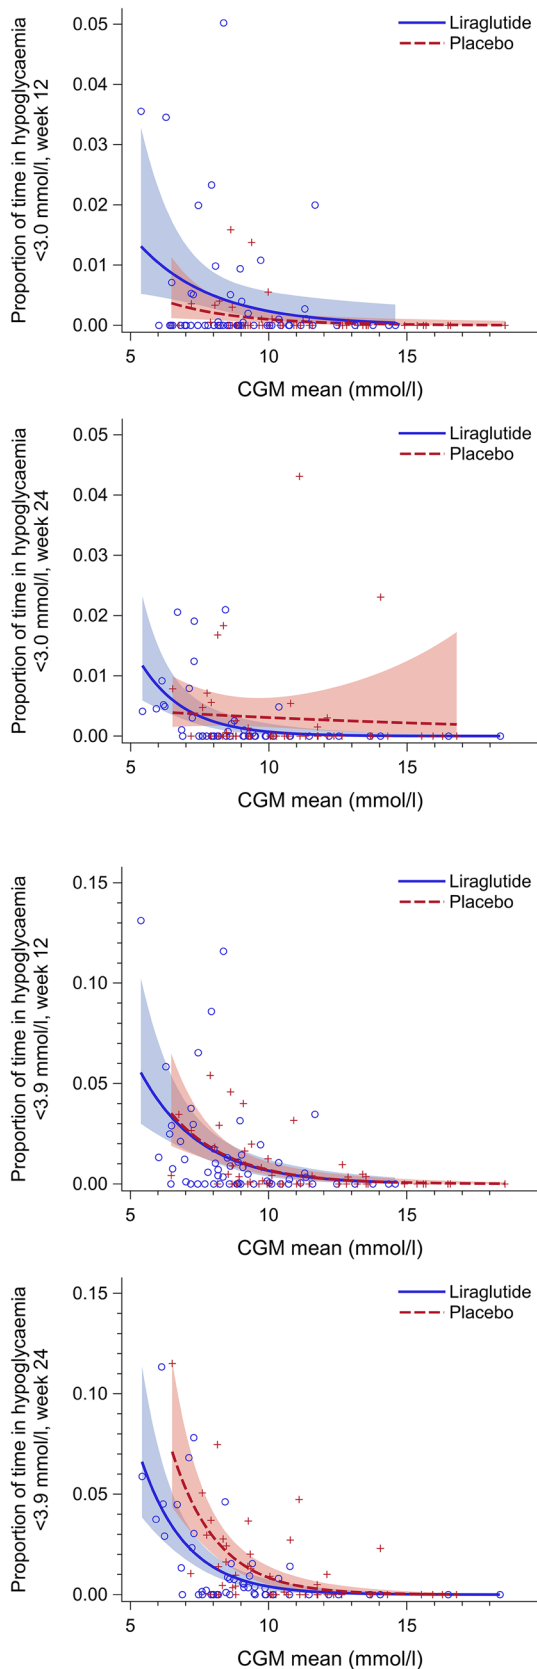 Proportion of time in hypoglycaemia
<3.0 mmol/l, week 12
0.05
0.04
0.03
0.02
0.01
0.00
Liraglutide
Placebo
5
10
15
CGM mean (mmol/l)
Proportion of time in hypoglycaemia
<3.0 mmol/l, week 24
0.05
0.04
0.03
0.02
0.01
0.00
Liraglutide
Placebo
5
10
15
CGM mean (mmol/l)
Proportion of time in hypoglycaemia
<3.9 mmol/l, week 12
0.15
0.10
0.05
0.00
Liraglutide
Placebo
5
10
15
CGM mean (mmol/l)
Proportion of time in hypoglycaemia
<3.9 mmol/l, week 24
0.15
0.10
0.05
0.00
Liraglutide
Placebo
5
10
15
CGM mean (mmol/l)